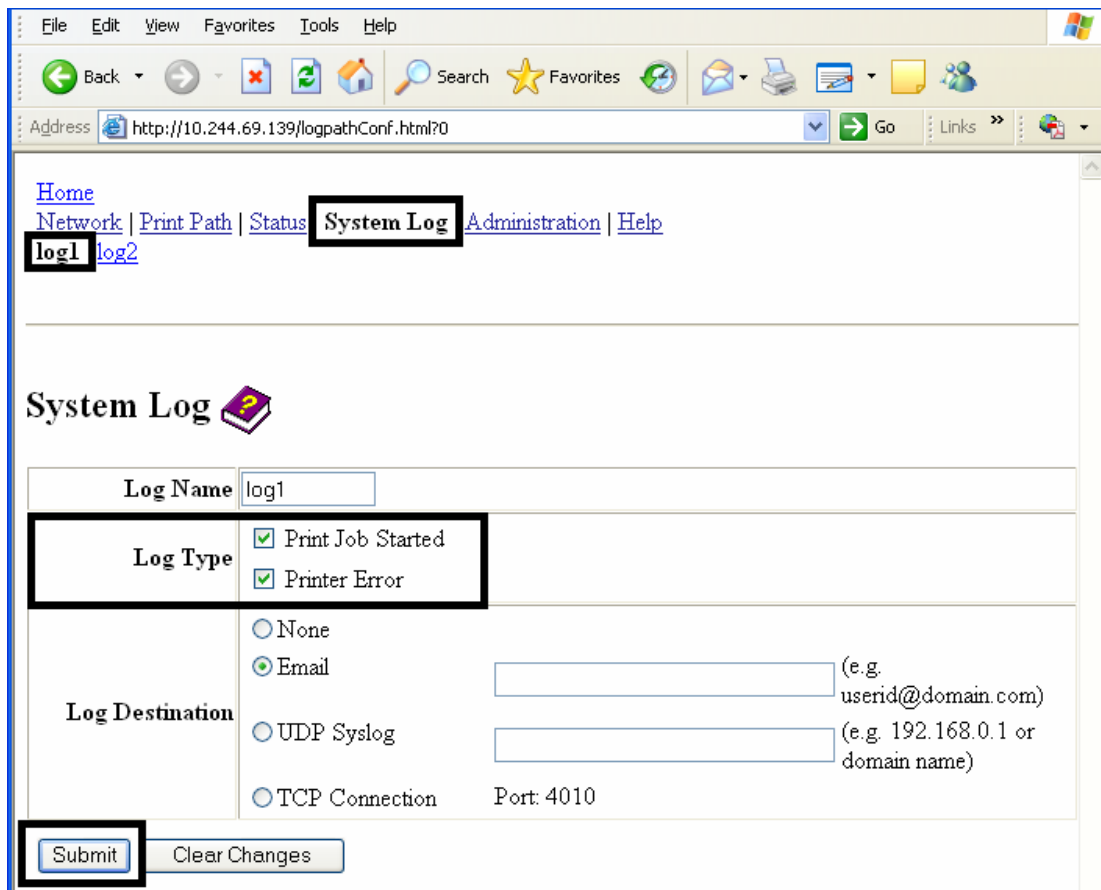 File Edit View Favorites Tools Help
Back Search Favorites
Address http://10.244.69.139/logpathConf.html?0 Go Links »
Home
Network | Print Path | Status System Log Administration | Help
log1 log2
System Log
Log Name log1
Log Type Print Job Started
Printer Error
None
Email (e.g.
userid@domain.com)
Log Destination
UDP Syslog (e.g. 192.168.0.1 or
domain name)
TCP Connection Port: 4010
Submit Clear Changes